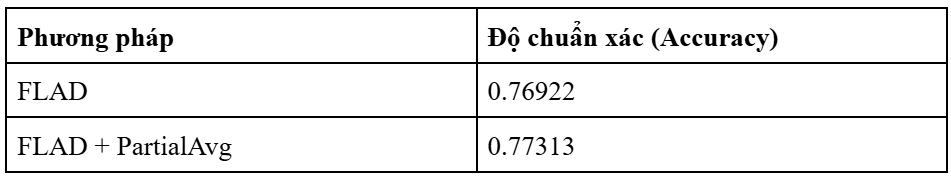 Phương pháp Độ chuẩn xác (Accuracy)
FLAD 0.76922
FLAD + PartialAvg 0.77313